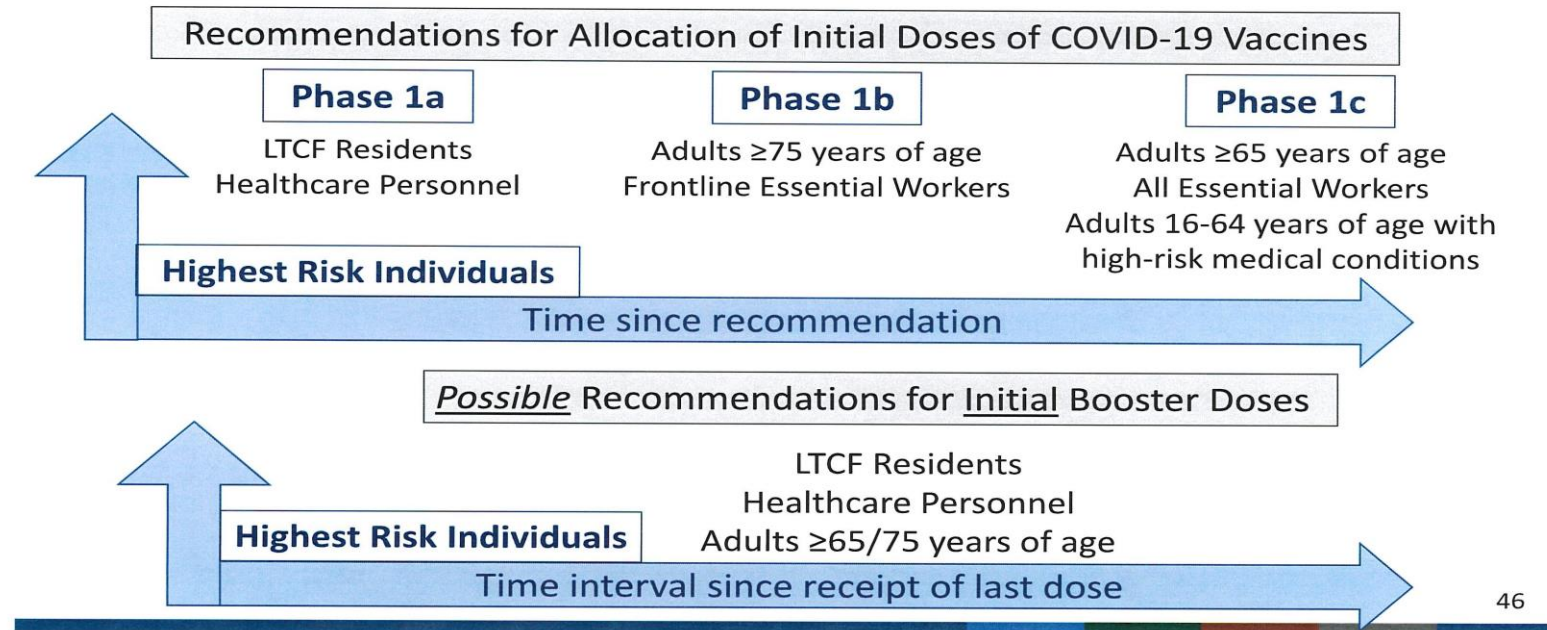 Recommendations for Allocation of Initial Doses of COVID-19 Vaccines
Phase 1a
LTCF Residents
Healthcare Personnel
Phase 1b
Adults ≥75 years of age
Frontline Essential Workers
Phase 1c
Adults ≥65 years of age
All Essential Workers
Adults 16-64 years of age with
high-risk medical conditions
Highest Risk Individuals
Time since recommendation
Possible Recommendations for Initial Booster Doses
LTCF Residents
Healthcare Personnel
Adults ≥65/75 years of age
Highest Risk Individuals
Time interval since receipt of last dose
46